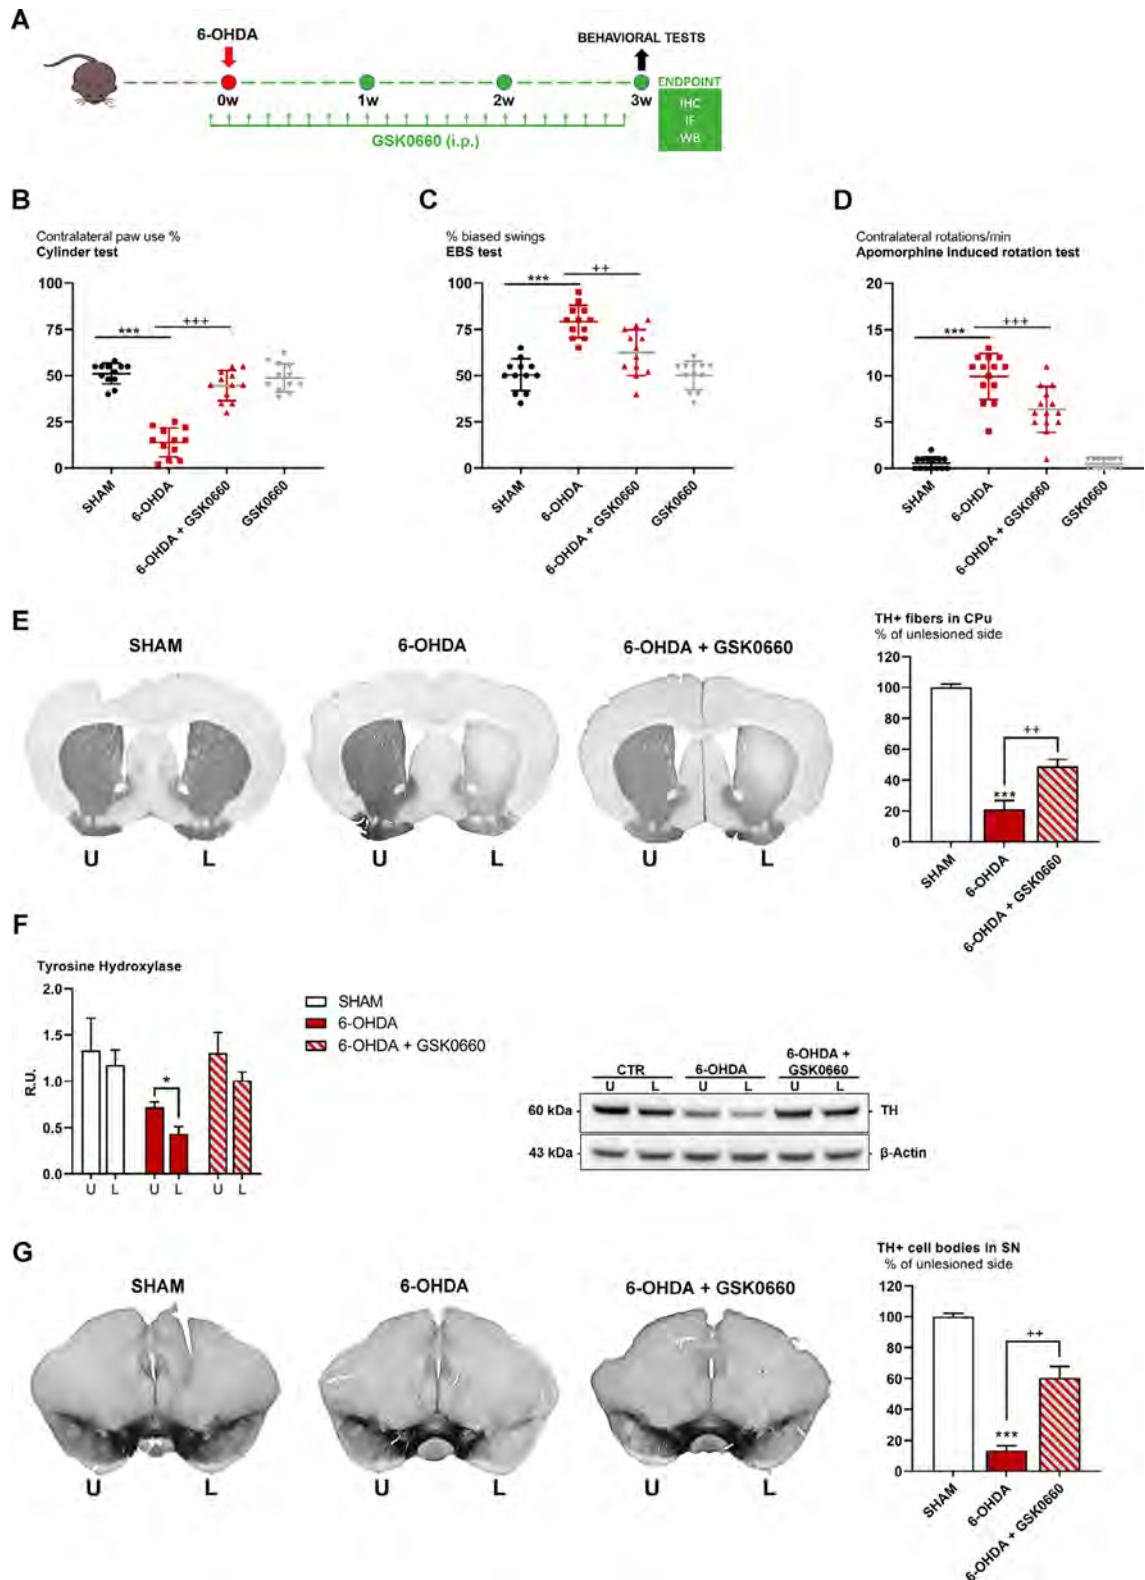 A
6-OHDA
BEHAVIORAL TESTS
0w 1w 2w 3w
ENDPOINT
IHC
IF
WB
GSK0660 (i.p.)
B
Contralateral paw use %
Cylinder test
100
75
50
25
0
*** +++
SHAM
6-OHDA
6-OHDA + GSK0660
GSK0660
C
% biased swings
EBS test
100
75
50
25
0
*** ++
SHAM
6-OHDA
6-OHDA + GSK0660
GSK0660
D
Contralateral rotations/min
Apomorphine induced rotation test
20
15
10
5
0
*** +++
SHAM
6-OHDA
6-OHDA + GSK0660
GSK0660
E
SHAM
6-OHDA
6-OHDA + GSK0660
U L
U L
U L
TH+ fibers in CPu
% of unlesioned side
120
100
80
60
40
20
0
++
***
SHAM
6-OHDA
6-OHDA + GSK0660
F
Tyrosine Hydroxylase
R.U.
2.0
1.5
1.0
0.5
0.0
*
U L U L U L
SHAM
6-OHDA
6-OHDA + GSK0660
CTR 6-OHDA 6-OHDA +
GSK0660
U L U L U L
60 kDa TH
43 kDa β-Actin
G
SHAM
6-OHDA
6-OHDA + GSK0660
U L
U L
U L
TH+ cell bodies in SN
% of unlesioned side
120
100
80
60
40
20
0
++
***
SHAM
6-OHDA
6-OHDA + GSK0660